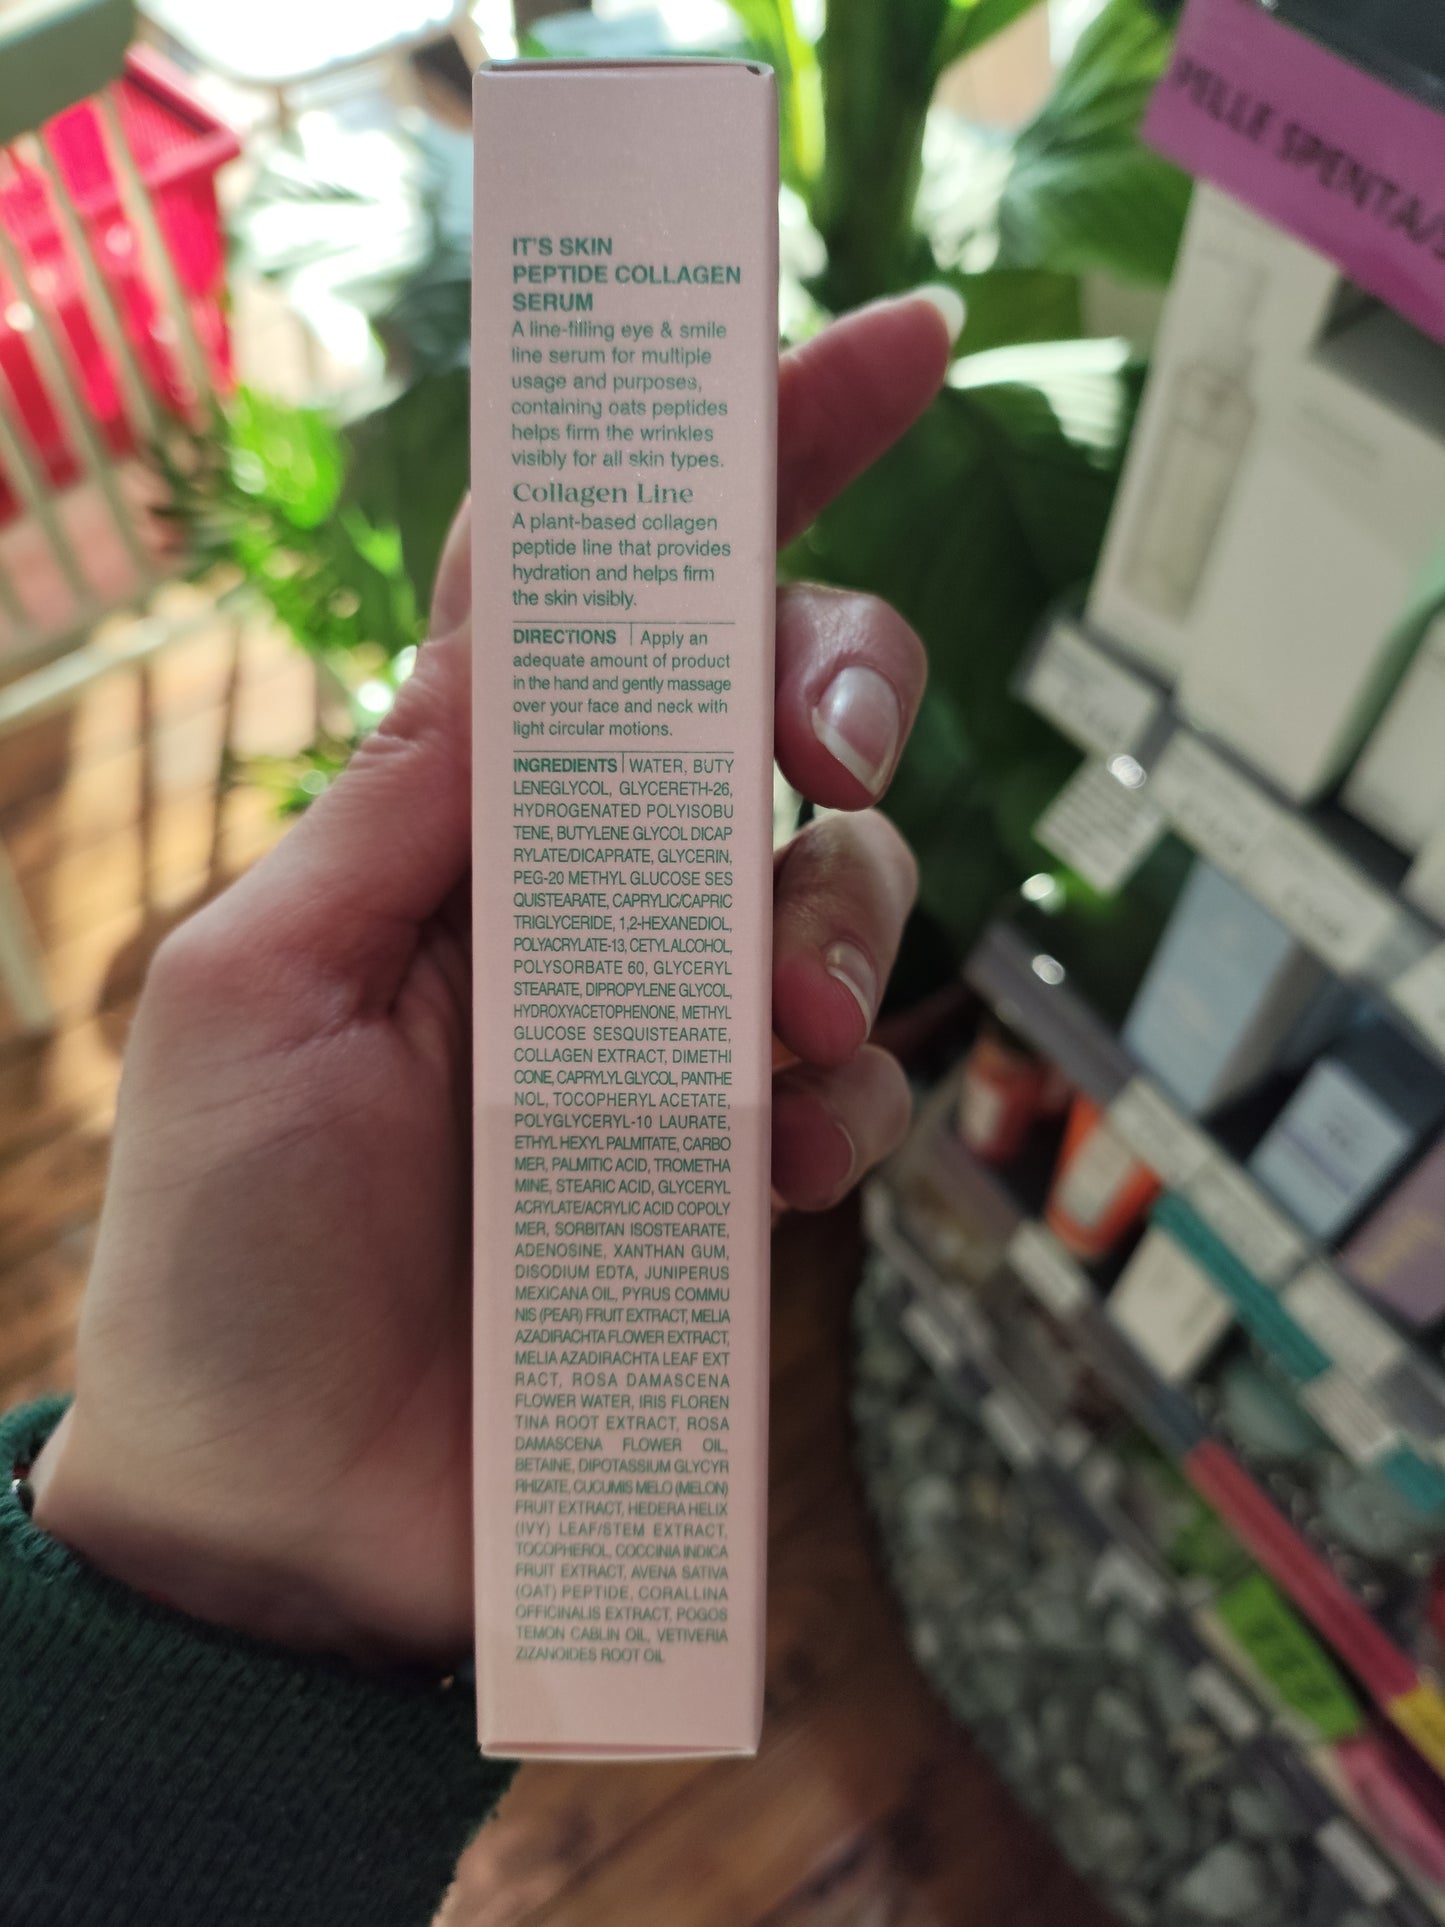 IT'S SKIN
PEPTIDE COLLAGEN
SERUM
A line-filling eye & smile
line serum for multiple
usage and purposes,
containing oats peptides
helps firm the wrinkles
visibly for all skin types.
Collagen Line
A plant-based collagen
peptide line that provides
hydration and helps firm
the skin visibly.
DIRECTIONS | Apply an
adequate amount of product
in the hand and gently massage
over your face and neck with
light circular motions.
INGREDIENTS | WATER, BUTY
LENEGLYCOL, GLYCERETH-26,
HYDROGENATED POLYISOBU
TENE, BUTYLENE GLYCOL DICAP
RYLATE/DICAPRATE, GLYCERIN,
PEG-20 METHYL GLUCOSE SES
QUISTEARATE, CAPRYLIC/CAPRIC
TRIGLYCERIDE, 1,2-HEXANEDIOL,
POLYACRYLATE-13, CETYL ALCOHOL,
POLYSORBATE 60, GLYCERYL
STEARATE, DIPROPYLENE GLYCOL,
HYDROXYACETOPHENONE, METHYL
GLUCOSE SESQUISTEARATE,
COLLAGEN EXTRACT, DIMETHI
CONE, CAPRYLYL GLYCOL, PANTHE
NOL, TOCOPHERYL ACETATE,
POLYGLYCERYL-10 LAURATE,
ETHYL HEXYL PALMITATE, CARBO
MER, PALMITIC ACID, TROMETHA
MINE, STEARIC ACID, GLYCERYL
ACRYLATE/ACRYLIC ACID COPOLY
MER, SORBITAN ISOSTEARATE,
ADENOSINE, XANTHAN GUM,
DISODIUM EDTA, JUNIPERUS
MEXICANA OIL, PYRUS COMMU
NIS (PEAR) FRUIT EXTRACT, MELIA
AZADIRACHTA FLOWER EXTRACT,
MELIA AZADIRACHTA LEAF EXT
RACT, ROSA DAMASCENA
FLOWER WATER, IRIS FLOREN
TINA ROOT EXTRACT, ROSA
DAMASCENA FLOWER OIL,
BETAINE, DIPOTASSIUM GLYCYR
RHIZATE, CUCUMIS MELO (MELON)
FRUIT EXTRACT, HEDERA HELIX
(IVY) LEAF/STEM EXTRACT,
TOCOPHEROL, COCCINIA INDICA
FRUIT EXTRACT, AVENA SATIVA
(OAT) PEPTIDE, CORALLINA
OFFICINALIS EXTRACT, POGOS
TEMON CABLIN OIL, VETIVERIA
ZIZANOIDES ROOT OIL
PELLE SPENTA/